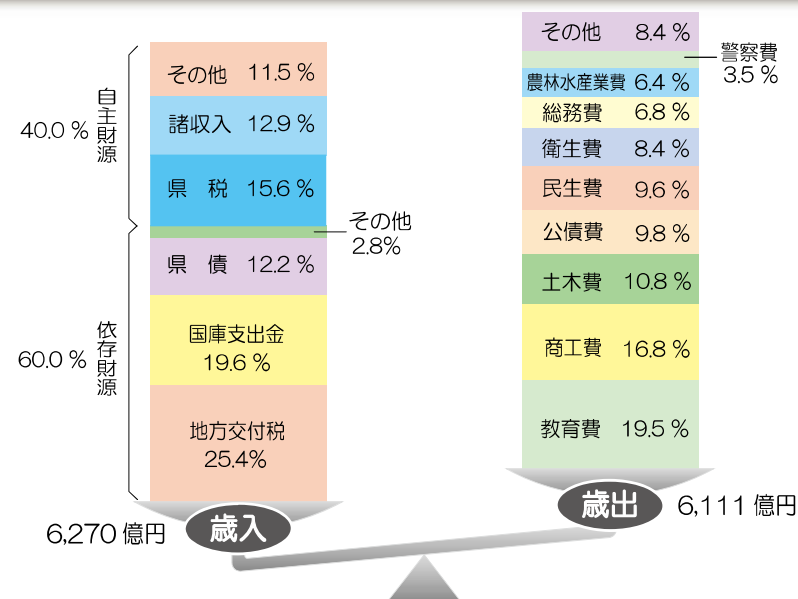 自主財源
40.0 %
その他 11.5 %
諸収入 12.9 %
県 税 15.6 %
その他
2.8%
依存財源
60.0 %
県 債 12.2 %
国庫支出金
19.6 %
地方交付税
25.4%
歳入
6,270 億円
その他 8.4 %
警察費
3.5 %
農林水産業費 6.4 %
総務費 6.8 %
衛生費 8.4 %
民生費 9.6 %
公債費 9.8 %
土木費 10.8 %
商工費 16.8 %
教育費 19.5 %
歳出
6,111 億円